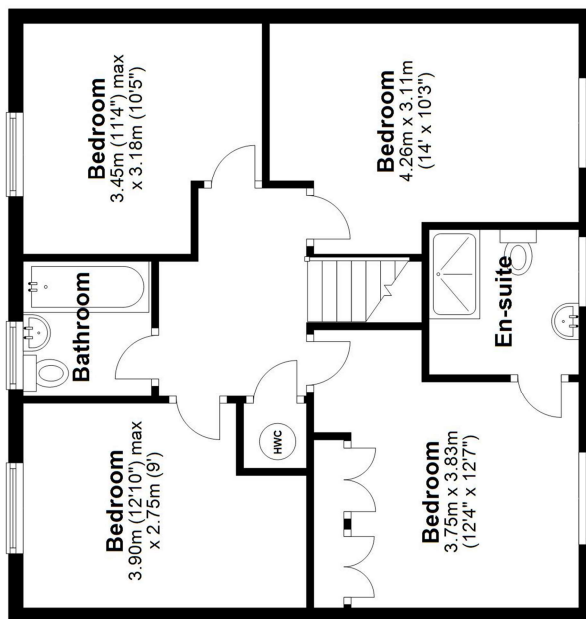 Bedroom
3.45m (11'4") max
x 3.18m (10'5")
Bedroom
4.26m x 3.11m
(14' x 10'3")
Bathroom
En-suite
HWC
Bedroom
3.90m (12'10") max
x 2.75m (9')
Bedroom
3.75m x 3.83m
(12'4" x 12'7")